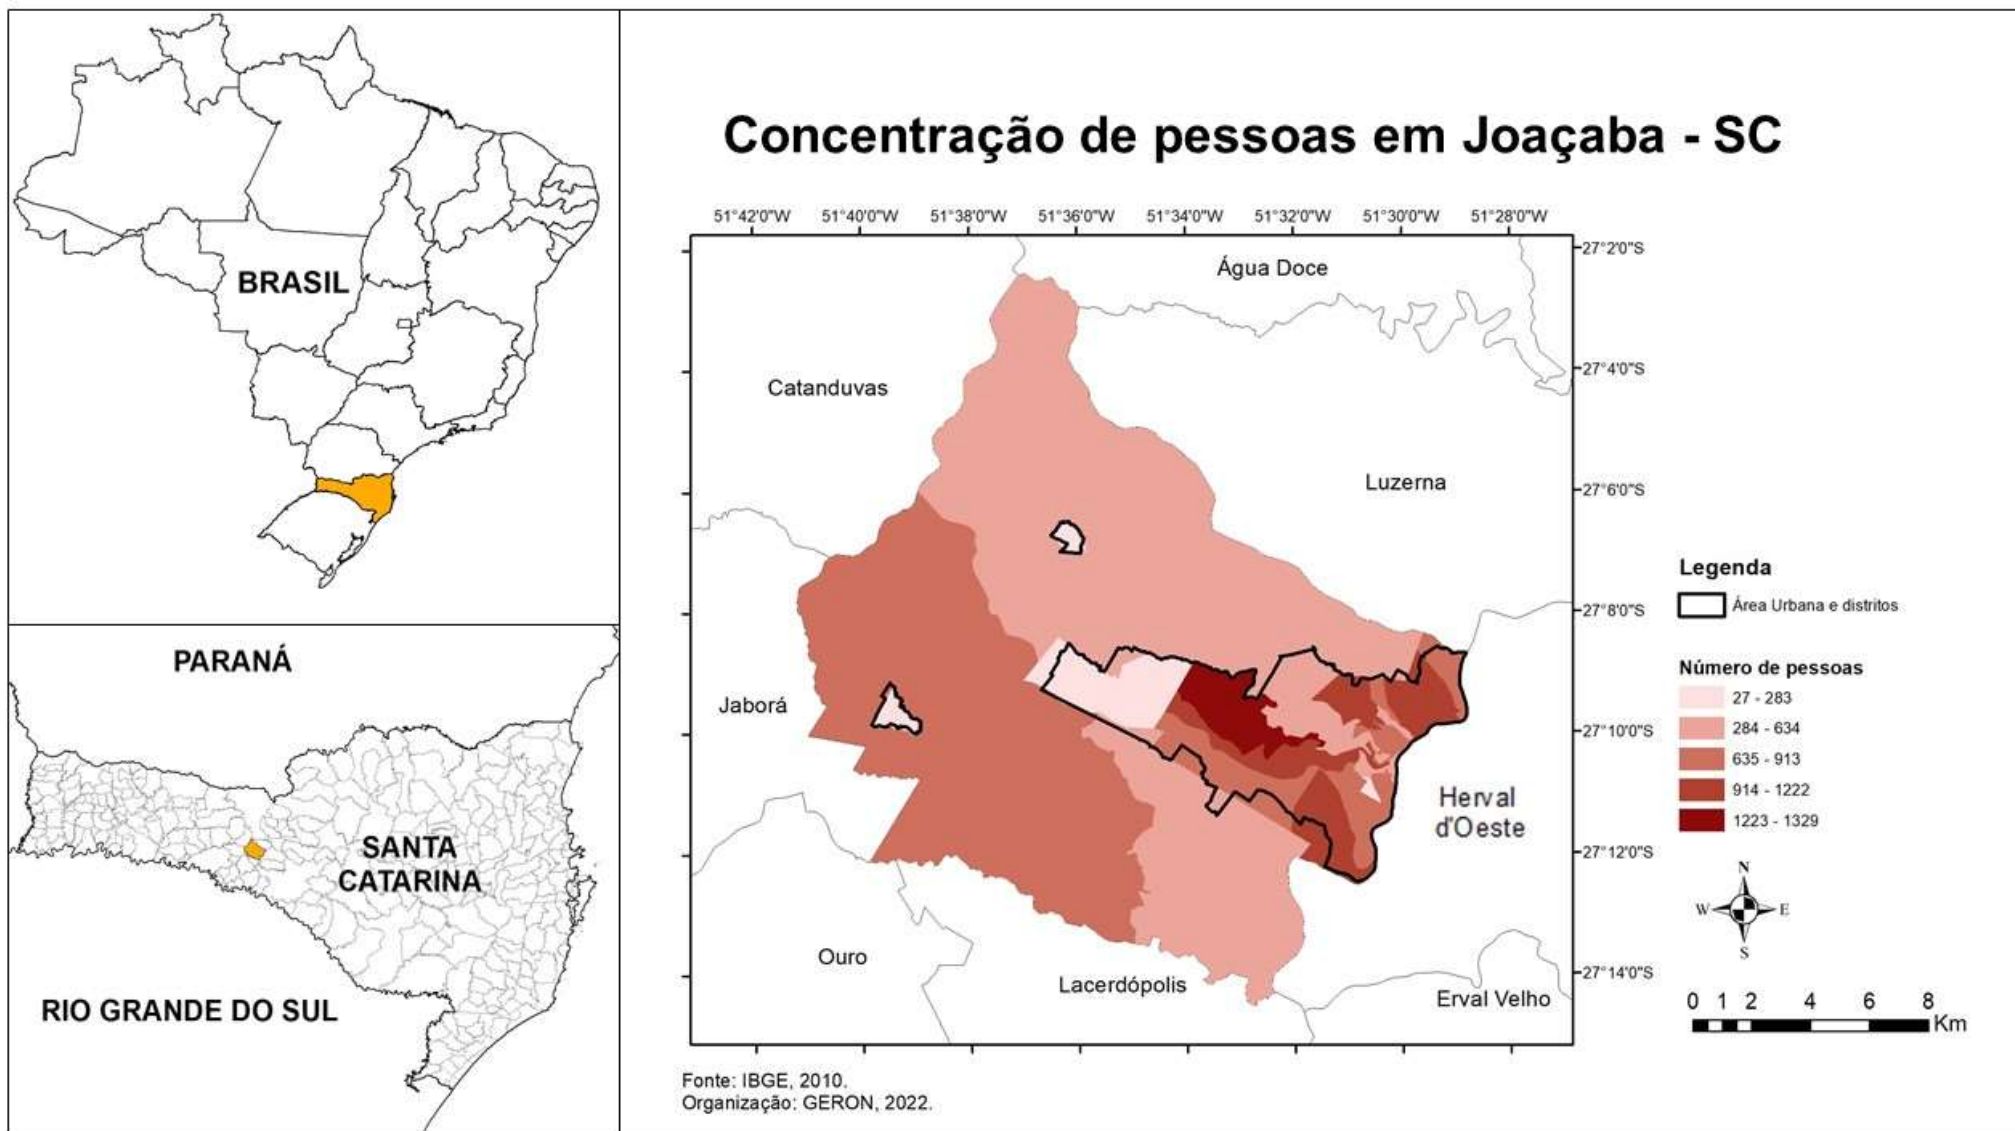 BRASIL
PARANÁ
SANTA
CATARINA
RIO GRANDE DO SUL
Concentração de pessoas em Joaçaba - SC
51°42'0"W 51°40'0"W 51°38'0"W 51°36'0"W 51°34'0"W 51°32'0"W 51°30'0"W 51°28'0"W
27°2'0"S
27°4'0"S
27°6'0"S
27°8'0"S
27°10'0"S
27°12'0"S
27°14'0"S
Água Doce
Catanduvas
Luzerna
Jaborá
Herval
d'Oeste
Ouro
Lacerdópolis
Erval Velho
Legenda
Área Urbana e distritos
Número de pessoas
27 - 283
284 - 634
635 - 913
914 - 1222
1223 - 1329
N
W E
S
0 1 2 4 6 8
Km
Fonte: IBGE, 2010.
Organização: GERON, 2022.